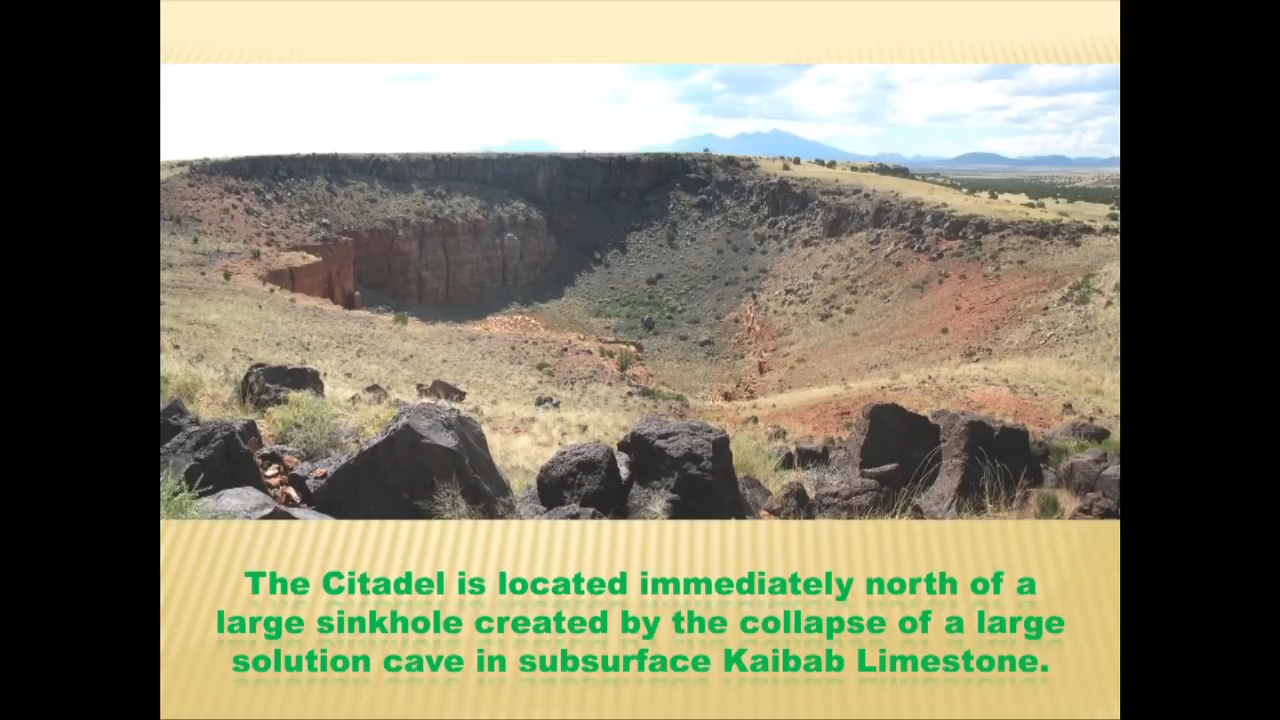 The Citadel is located immediately north of a
large sinkhole created by the collapse of a large
solution cave in subsurface Kaibab Limestone.